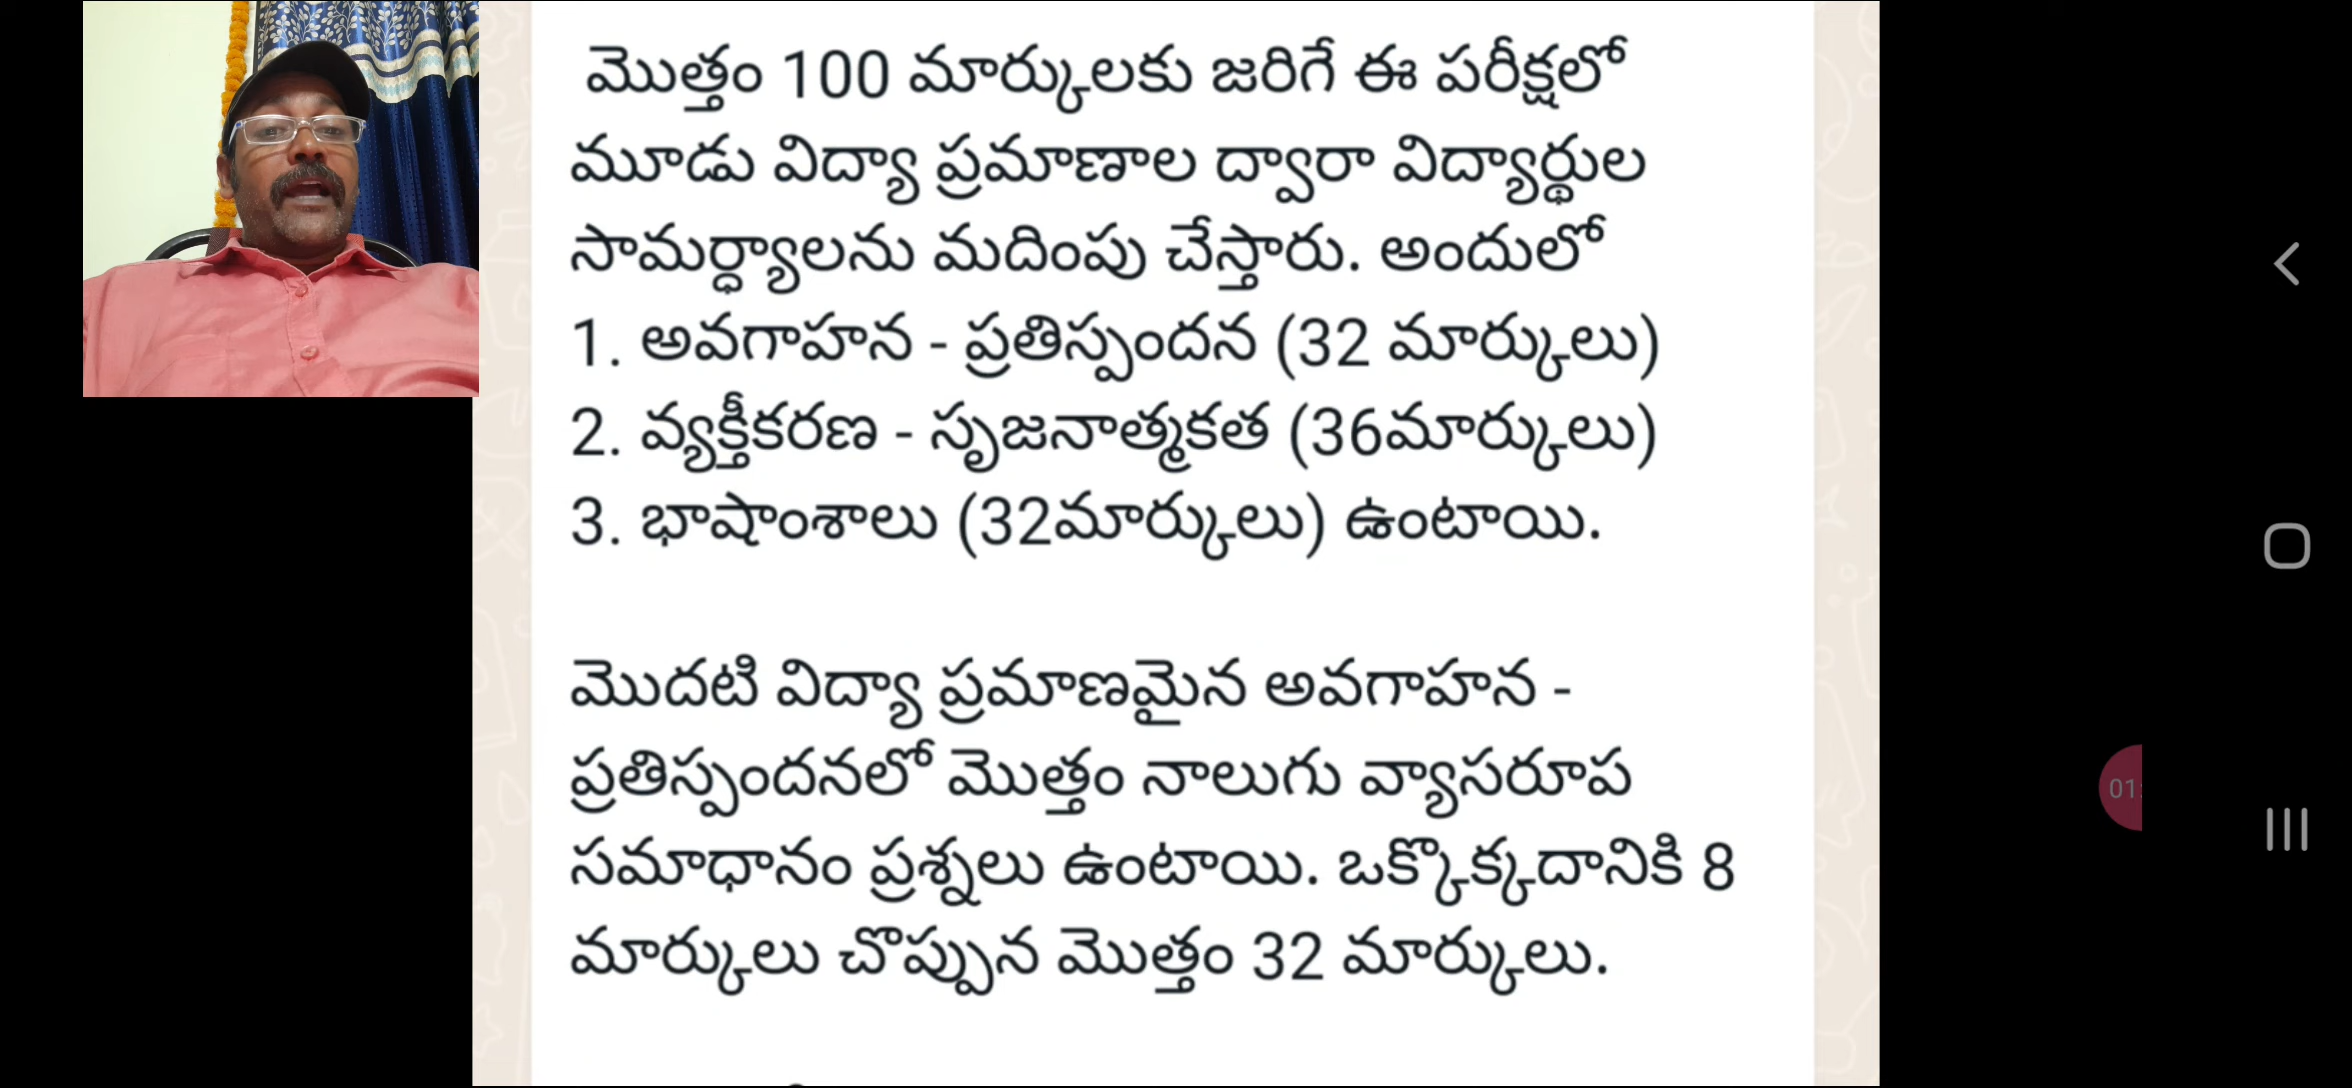 మొత్తం 100 మార్కులకు జరిగే ఈ పరీక్షలో
మూడు విద్యా ప్రమాణాల ద్వారా విద్యార్థుల
సామర్ధ్యాలను మదింపు చేస్తారు. అందులో
1. అవగాహన - ప్రతిస్పందన (32 మార్కులు)
2. వ్యక్తీకరణ - సృజనాత్మకత (36మార్కులు)
3. భాషాంశాలు (32మార్కులు) ఉంటాయి.
మొదటి విద్యా ప్రమాణమైన అవగాహన -
ప్రతిస్పందనలో మొత్తం నాలుగు వ్యాసరూప
సమాధానం ప్రశ్నలు ఉంటాయి. ఒక్కొక్కదానికి 8
మార్కులు చొప్పున మొత్తం 32 మార్కులు.
01: